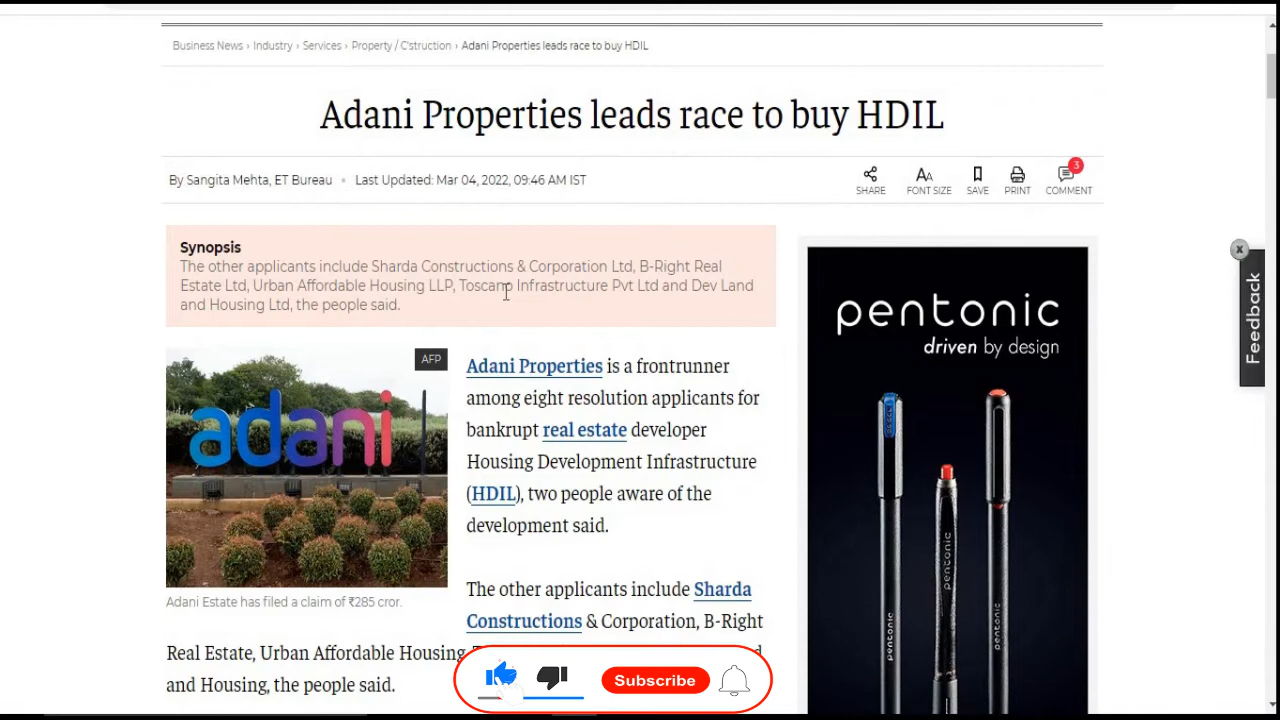 Business News › Industry › Services › Property / C'struction › Adani Properties leads race to buy HDIL
Adani Properties leads race to buy HDIL
By Sangita Mehta, ET Bureau • Last Updated: Mar 04, 2022, 09:46 AM IST
SHARE
FONT SIZE
SAVE
PRINT
3
COMMENT
Synopsis
The other applicants include Sharda Constructions & Corporation Ltd, B-Right Real
Estate Ltd, Urban Affordable Housing LLP, Toscano Infrastructure Pvt Ltd and Dev Land
and Housing Ltd, the people said.
AFP
adani
Adani Estate has filed a claim of ₹285 cror.
Adani Properties is a frontrunner
among eight resolution applicants for
bankrupt real estate developer
Housing Development Infrastructure
(HDIL), two people aware of the
development said.
The other applicants include Sharda
Constructions & Corporation, B-Right
Real Estate, Urban Affordable Housing,
and Housing, the people said.
Subscribe
pentonic
driven by design
pentonic
pentonic
pentonic
x
Feedback